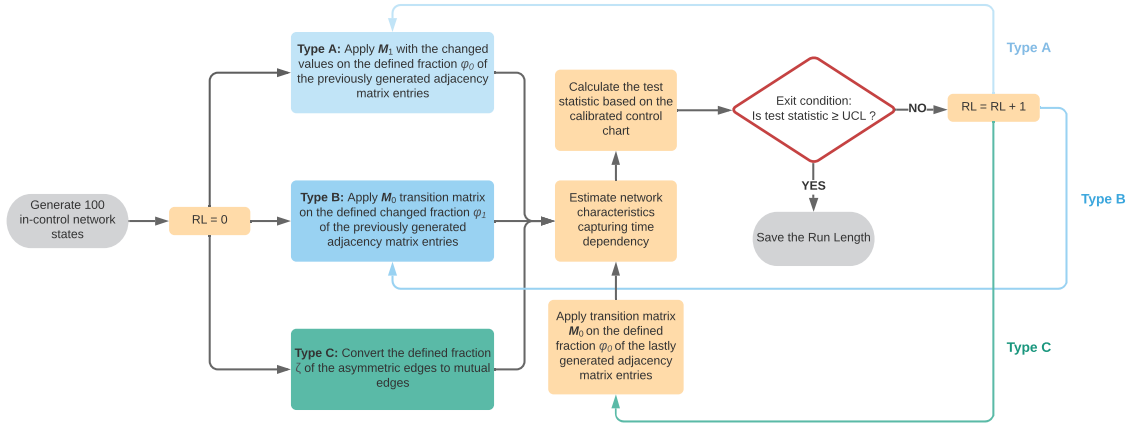 Generate 100
in-control network
states
RL = 0
Type A: Apply M1 with the changed
values on the defined fraction φ0 of
the previously generated adjacency
matrix entries
Type B: Apply M0 transition matrix
on the defined changed fraction φ1
of the previously generated
adjacency matrix entries
Type C: Convert the defined fraction
ζ of the asymmetric edges to mutual
edges
Calculate the test
statistic based on the
calibrated control
chart
Estimate network
characteristics
capturing time
dependency
Apply transition matrix
M0 on the defined
fraction φ0 of the lastly
generated adjacency
matrix entries
Exit condition:
Is test statistic ≥ UCL ?
NO
YES
Save the Run Length
RL = RL + 1
Type A
Type B
Type C